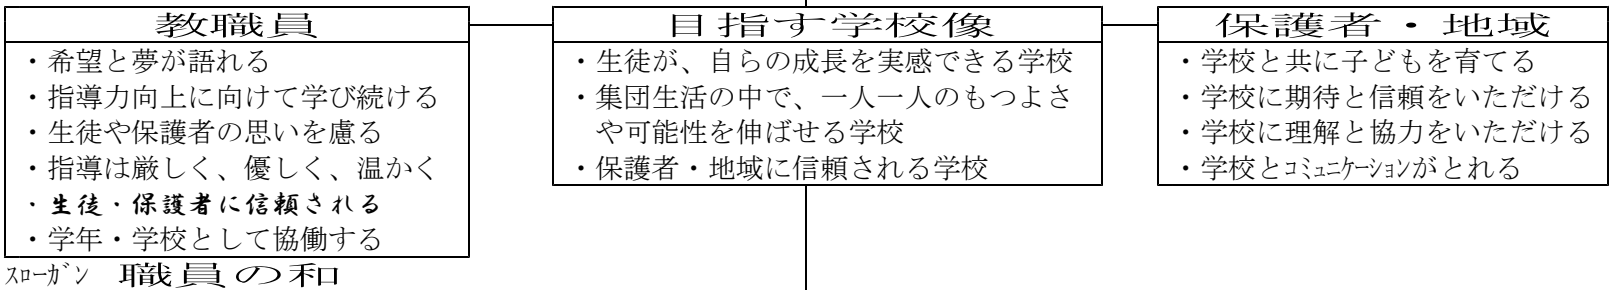 教職員
・希望と夢が語れる
・指導力向上に向けて学び続ける
・生徒や保護者の思いを慮る
・指導は厳しく、優しく、温かく
・生徒・保護者に信頼される
・学年・学校として協働する
スローガン 職員の和
目指す学校像
・生徒が、自らの成長を実感できる学校
・集団生活の中で、一人一人のもつよさ
や可能性を伸ばせる学校
・保護者・地域に信頼される学校
保護者・地域
・学校と共に子どもを育てる
・学校に期待と信頼をいただける
・学校に理解と協力をいただける
・学校とコミュニケーションがとれる